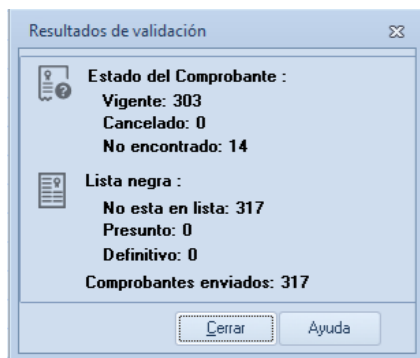 Resultados de validación
Estado del Comprobante :
Vigente: 303
Cancelado: 0
No encontrado: 14
Lista negra :
No esta en lista: 317
Presunto: 0
Definitivo: 0
Comprobantes enviados: 317
Cerrar
Ayuda